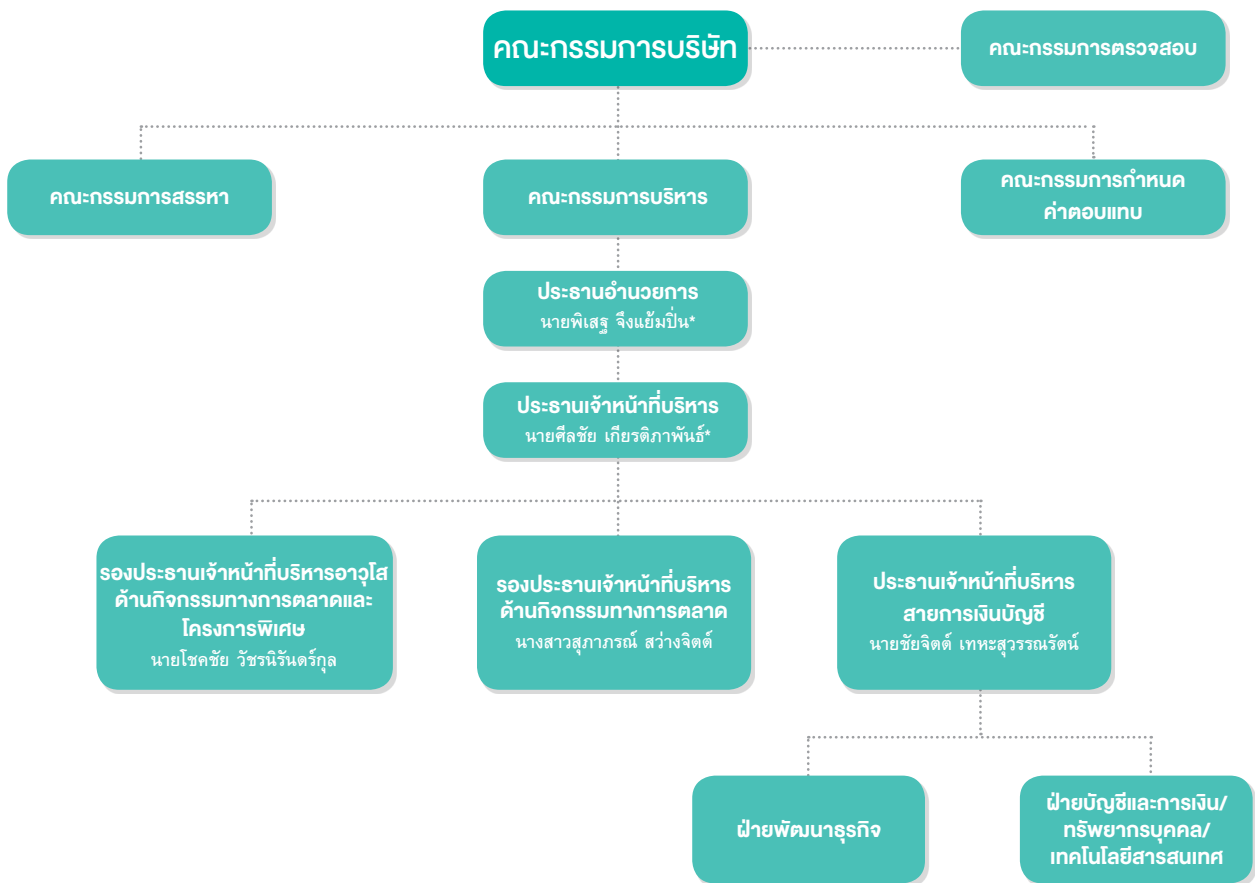 คณะกรรมการบริษัท
คณะกรรมการตรวจสอบ
คณะกรรมการสรรหา
คณะกรรมการบริหาร
คณะกรรมการกำหนด
ค่าตอบแทน
ประธานอำนวยการ
นายพิเสฐ จึงแย้มปิ่น*
ประธานเจ้าหน้าที่บริหาร
นายศีลชัย เกียรติภาพันธ์*
รองประธานเจ้าหน้าที่บริหารอาวุโส
ด้านกิจกรรมทางการตลาดและ
โครงการพิเศษ
นายโชคชัย วัชรนิรันดร์กุล
รองประธานเจ้าหน้าที่บริหาร
ด้านกิจกรรมทางการตลาด
นางสาวสุภาภรณ์ สว่างจิตต์
ประธานเจ้าหน้าที่บริหาร
สายการเงินบัญชี
นายชัยจิตต์ เทหะสุวรรณรัตน์
ฝ่ายพัฒนาธุรกิจ
ฝ่ายบัญชีและการเงิน/
ทรัพยากรบุคคล/
เทคโนโลยีสารสนเทศ